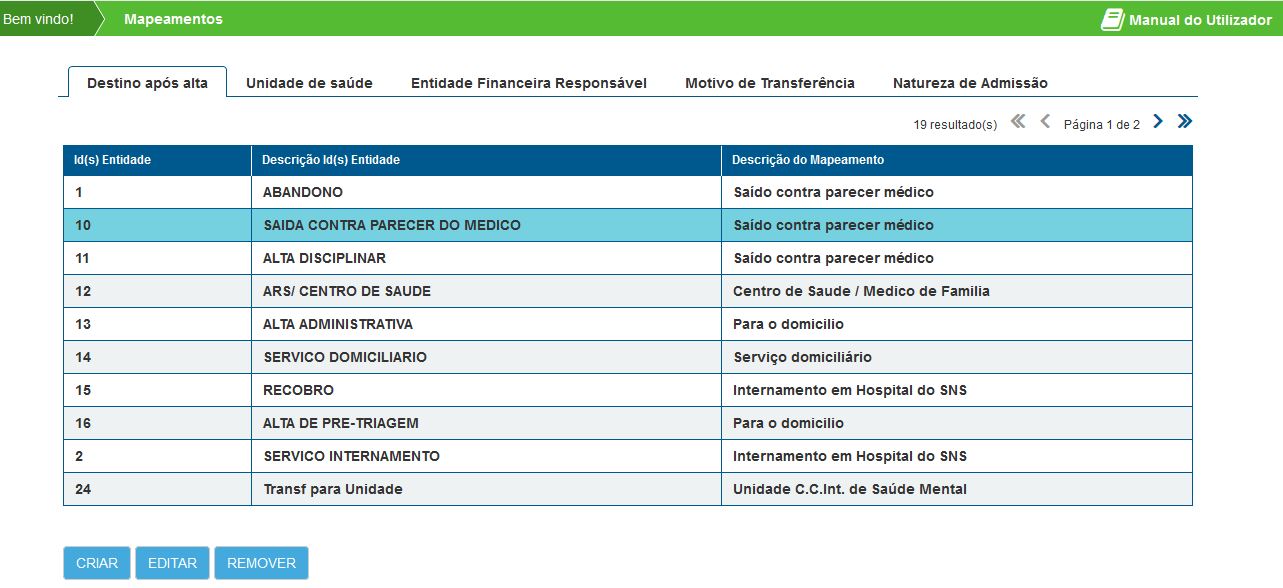 Bem vindo! Mapeamentos Manual do Utilizador
Destino após alta Unidade de saúde Entidade Financeira Responsável Motivo de Transferência Natureza de Admissão
19 resultado(s) Página 1 de 2
Id(s) Entidade Descrição Id(s) Entidade Descrição do Mapeamento
1 ABANDONO Saído contra parecer médico
10 SAIDA CONTRA PARECER DO MEDICO Saído contra parecer médico
11 ALTA DISCIPLINAR Saído contra parecer médico
12 ARS/ CENTRO DE SAUDE Centro de Saude / Medico de Familia
13 ALTA ADMINISTRATIVA Para o domicilio
14 SERVICO DOMICILIARIO Serviço domiciliário
15 RECOBRO Internamento em Hospital do SNS
16 ALTA DE PRE-TRIAGEM Para o domicilio
2 SERVICO INTERNAMENTO Internamento em Hospital do SNS
24 Transf para Unidade Unidade C.C.Int. de Saúde Mental
CRIAR EDITAR REMOVER